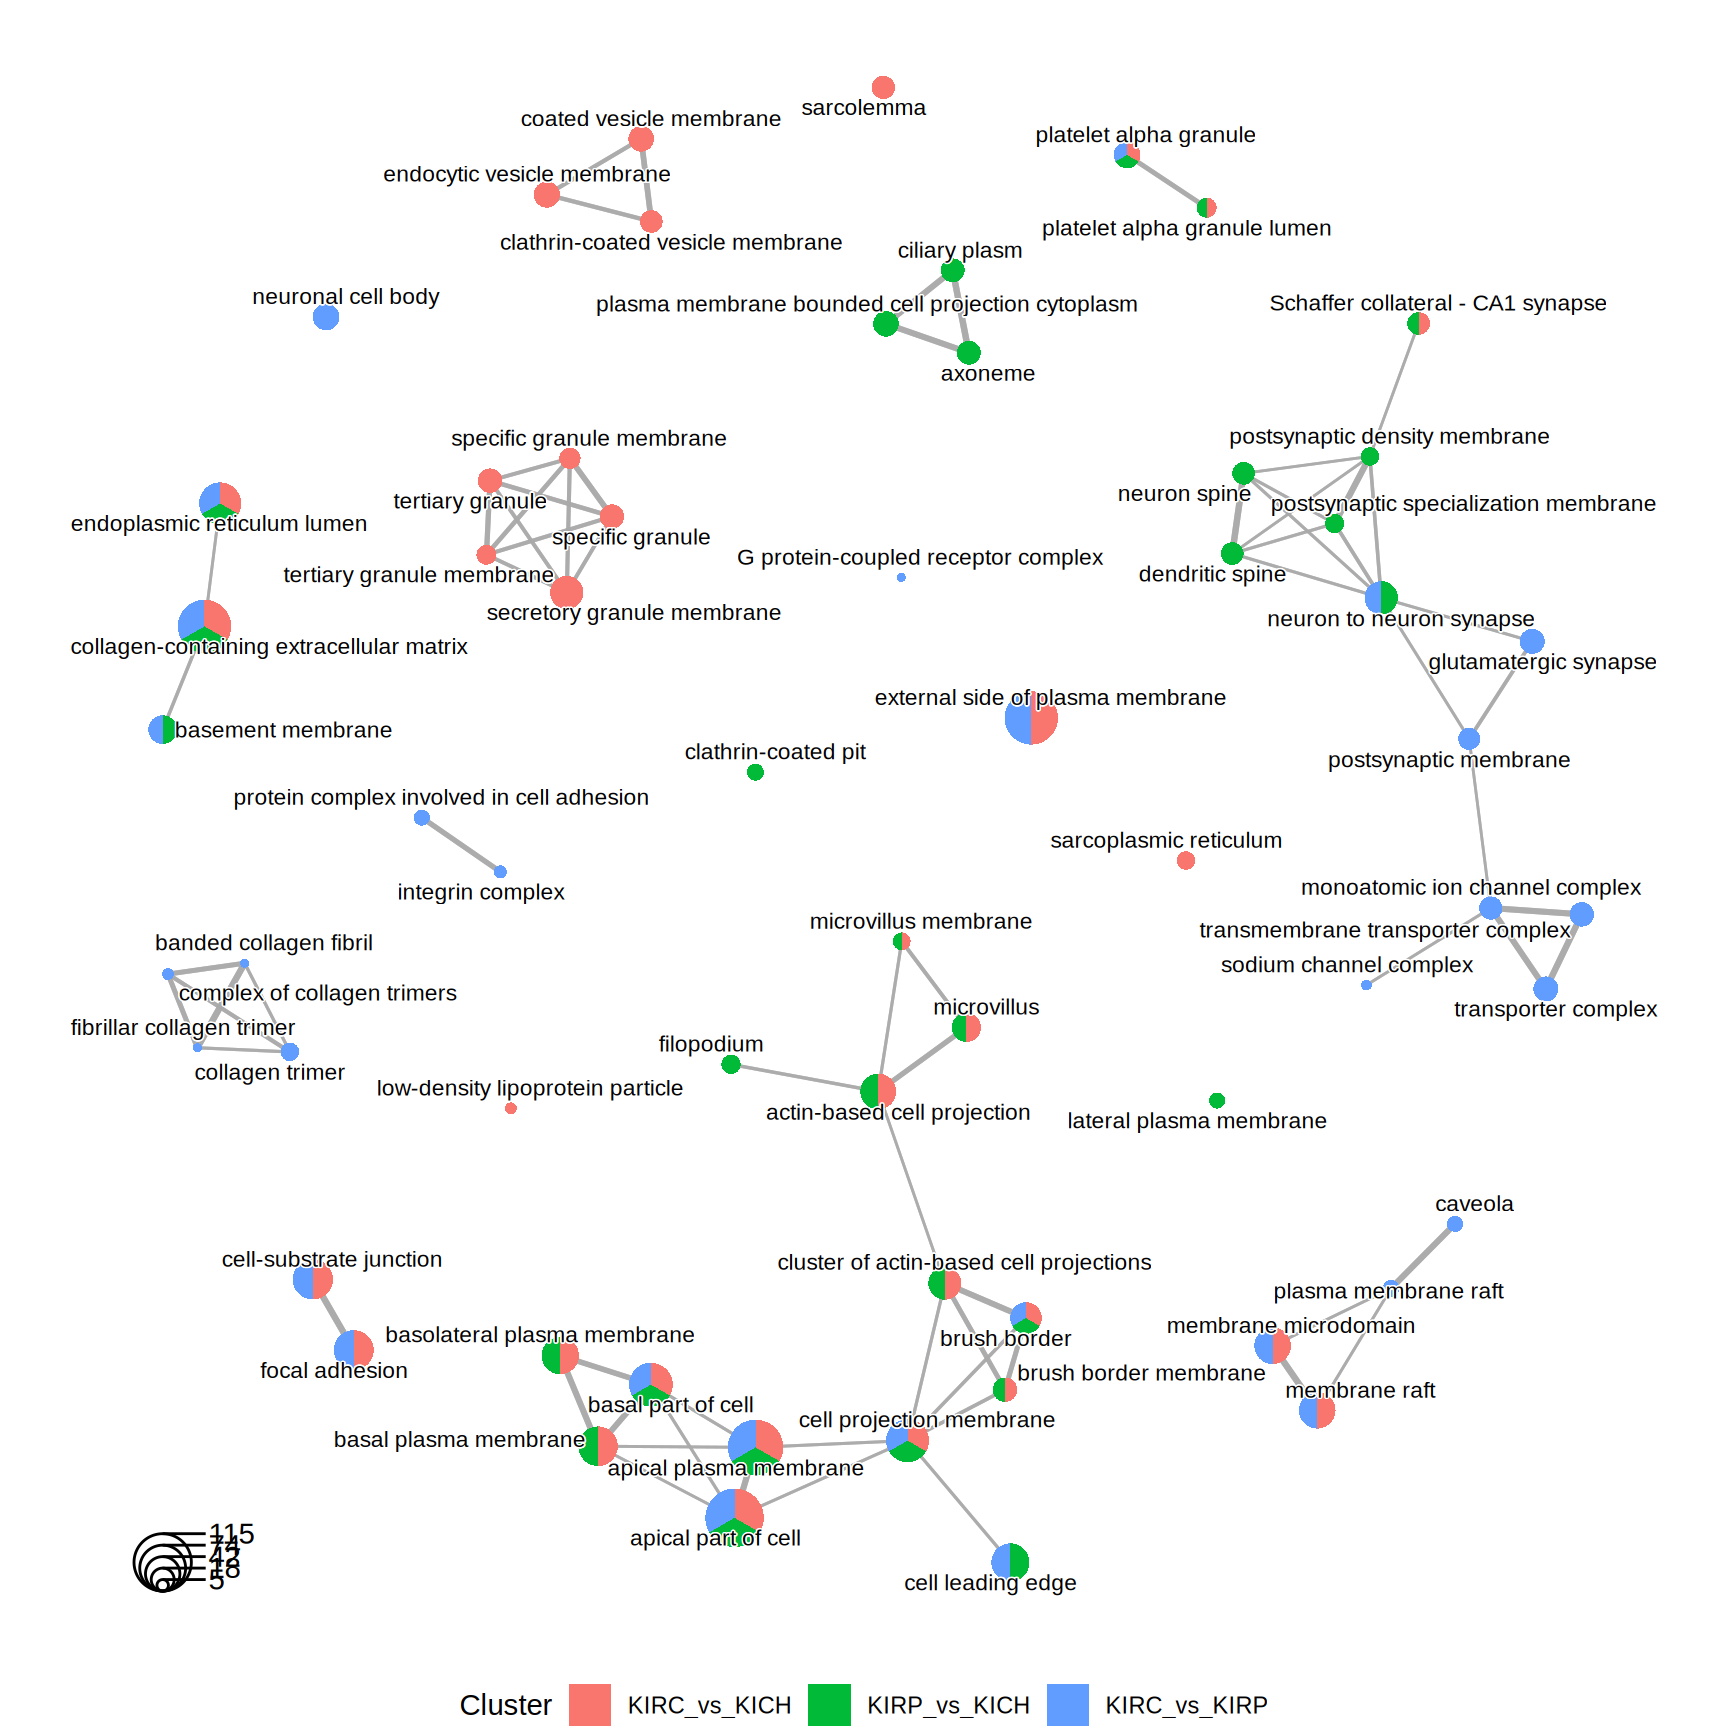 sarcolemma
coated vesicle membrane
platelet alpha granule
endocytic vesicle membrane
platelet alpha granule lumen
clathrin-coated vesicle membrane
ciliary plasm
neuronal cell body
plasma membrane bounded cell projection cytoplasm
Schaffer collateral - CA1 synapse
axoneme
specific granule membrane
postsynaptic density membrane
tertiary granule
neuron spine
postsynaptic specialization membrane
endoplasmic reticulum lumen
specific granule
G protein-coupled receptor complex
tertiary granule membrane
dendritic spine
secretory granule membrane
neuron to neuron synapse
collagen-containing extracellular matrix
glutamatergic synapse
external side of plasma membrane
basement membrane
clathrin-coated pit
postsynaptic membrane
protein complex involved in cell adhesion
sarcoplasmic reticulum
integrin complex
monoatomic ion channel complex
microvillus membrane
transmembrane transporter complex
banded collagen fibril
sodium channel complex
complex of collagen trimers
microvillus
transporter complex
fibrillar collagen trimer
filopodium
collagen trimer
low-density lipoprotein particle
actin-based cell projection
lateral plasma membrane
caveola
cell-substrate junction
cluster of actin-based cell projections
plasma membrane raft
membrane microdomain
basolateral plasma membrane
brush border
focal adhesion
brush border membrane
membrane raft
basal part of cell
cell projection membrane
basal plasma membrane
apical plasma membrane
apical part of cell
cell leading edge
115
74
42
18
5
Cluster KIRC_vs_KICH KIRP_vs_KICH KIRC_vs_KIRP